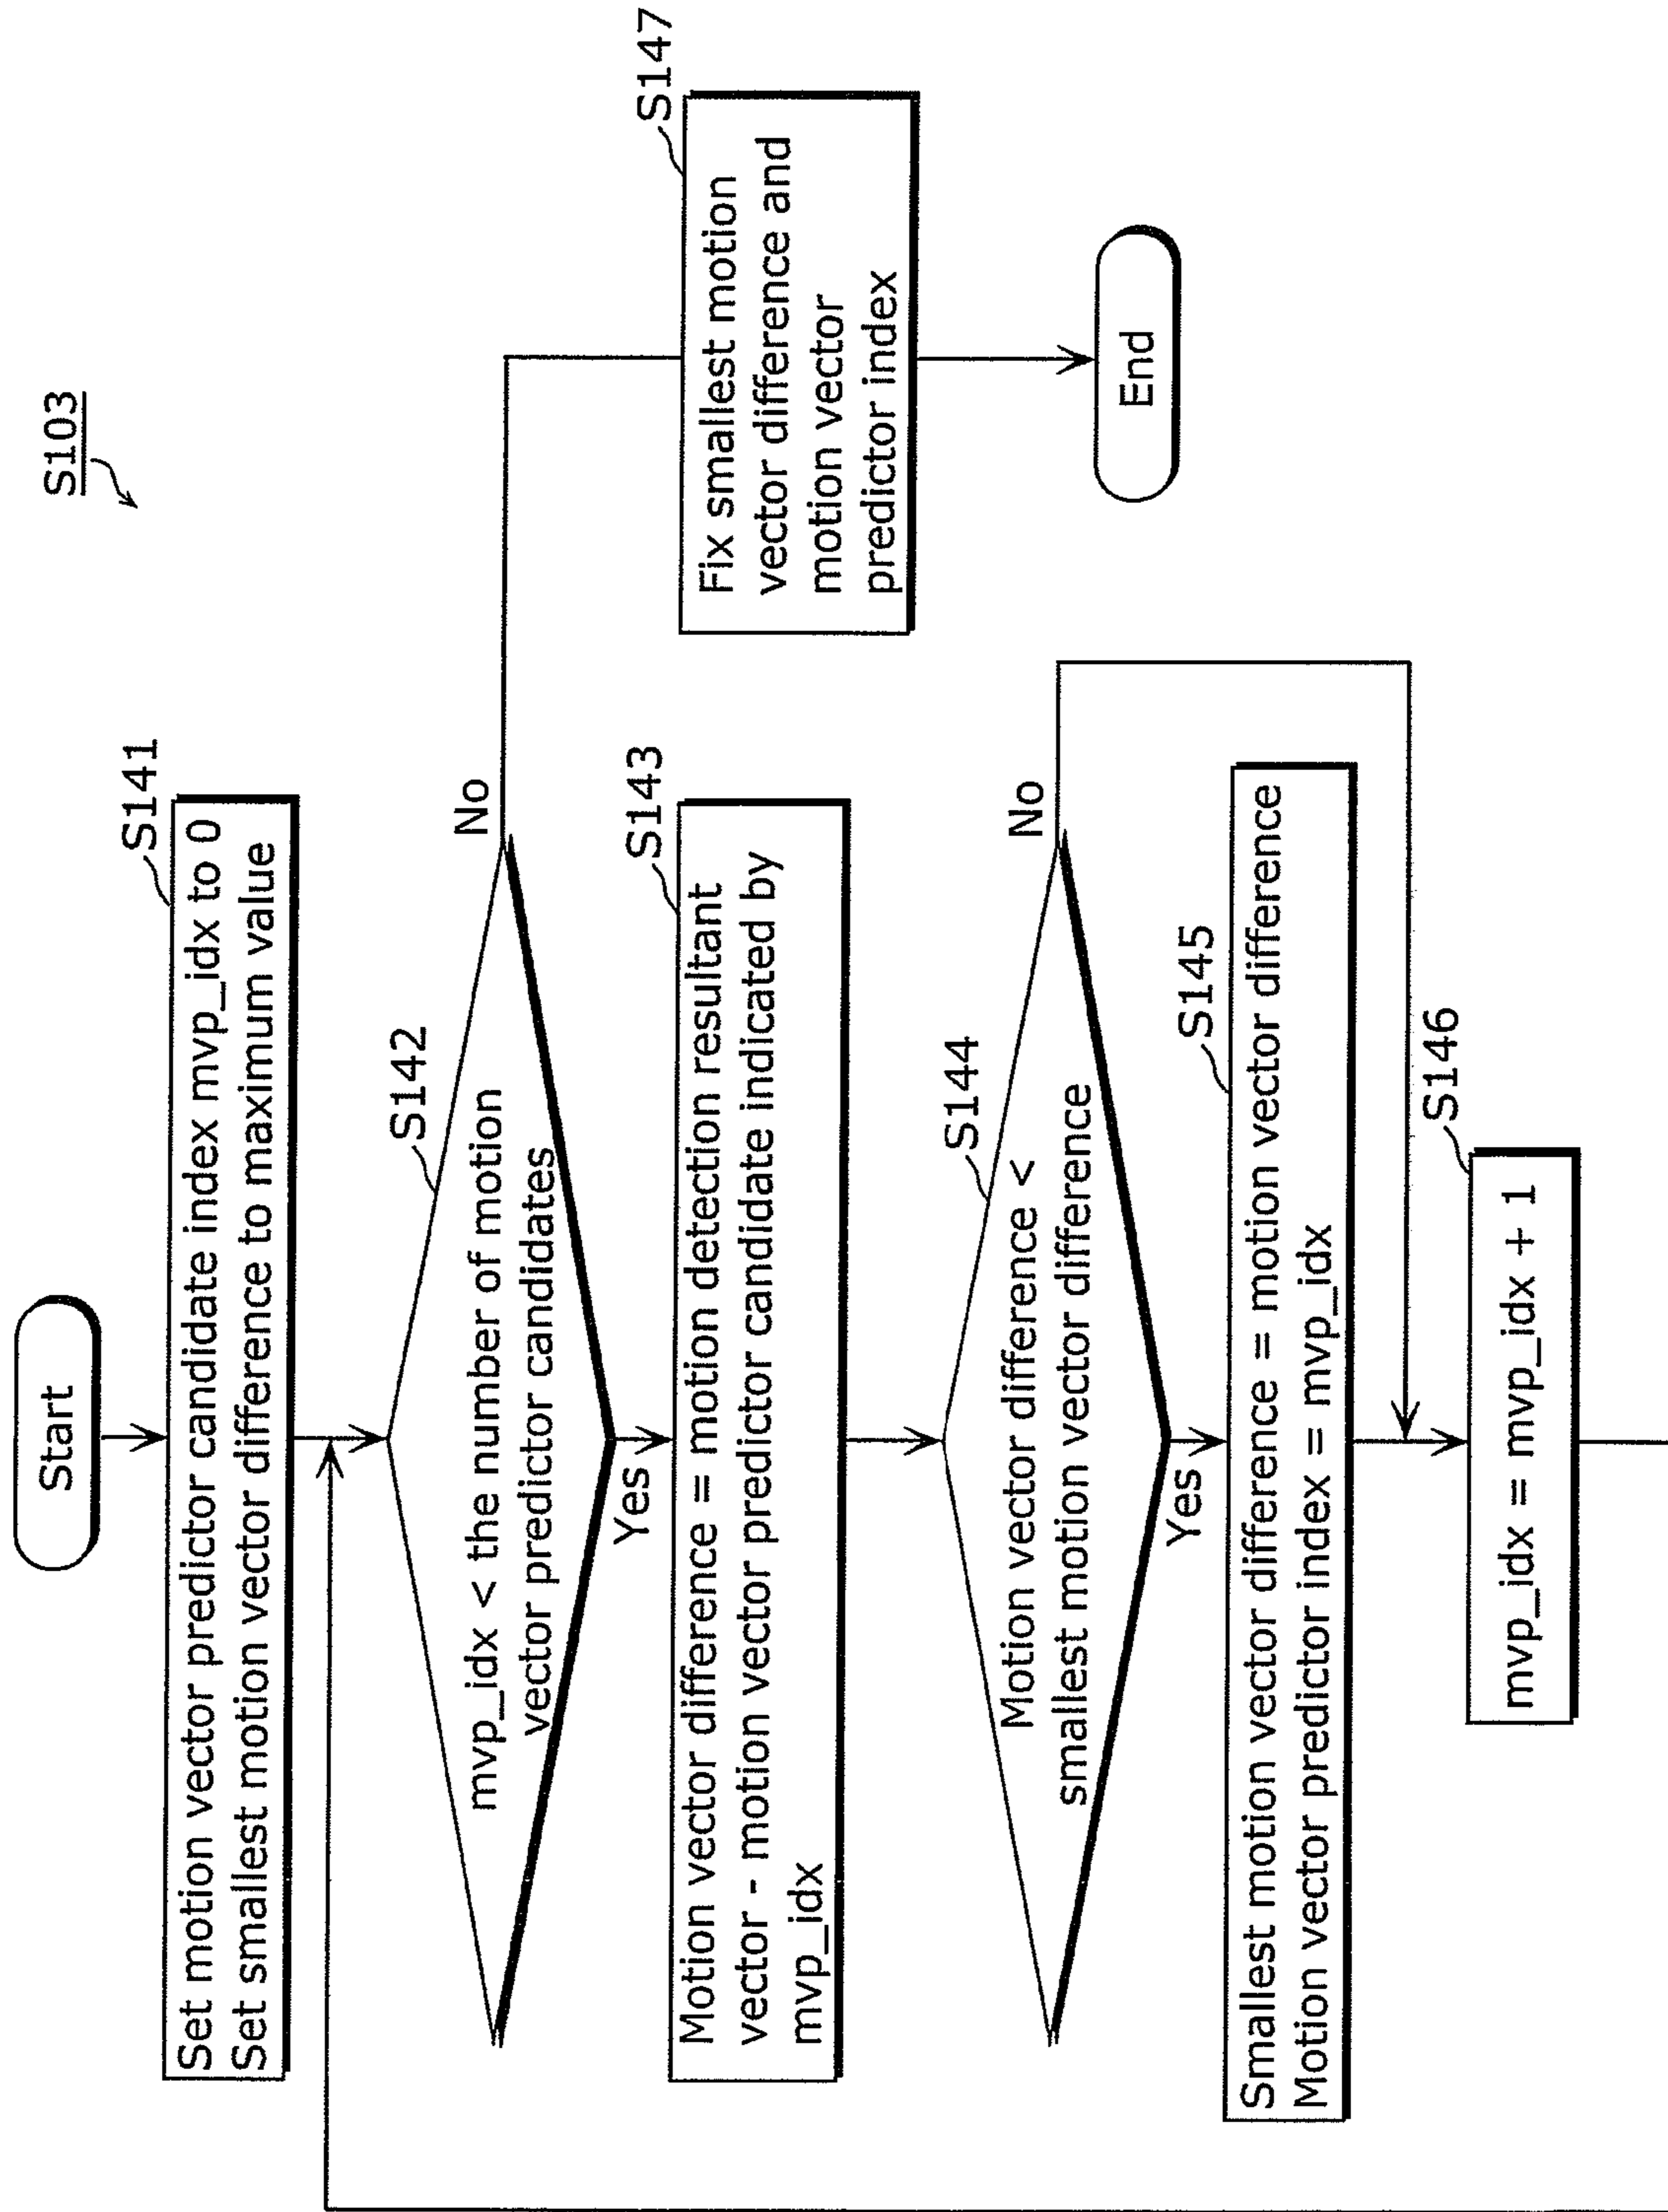 S103
Start
S141
Set motion vector predictor candidate index mvp_idx to 0
Set smallest motion vector difference to maximum value
S142
mvp_idx < the number of motion
vector predictor candidates
No
Yes
S147
Fix smallest motion
vector difference and
motion vector
predictor index
End
S143
Motion vector difference = motion detection resultant
vector - motion vector predictor candidate indicated by
mvp_idx
S144
Motion vector difference <
smallest motion vector difference
No
Yes
S145
Smallest motion vector difference = motion vector difference
Motion vector predictor index = mvp_idx
S146
mvp_idx = mvp_idx + 1